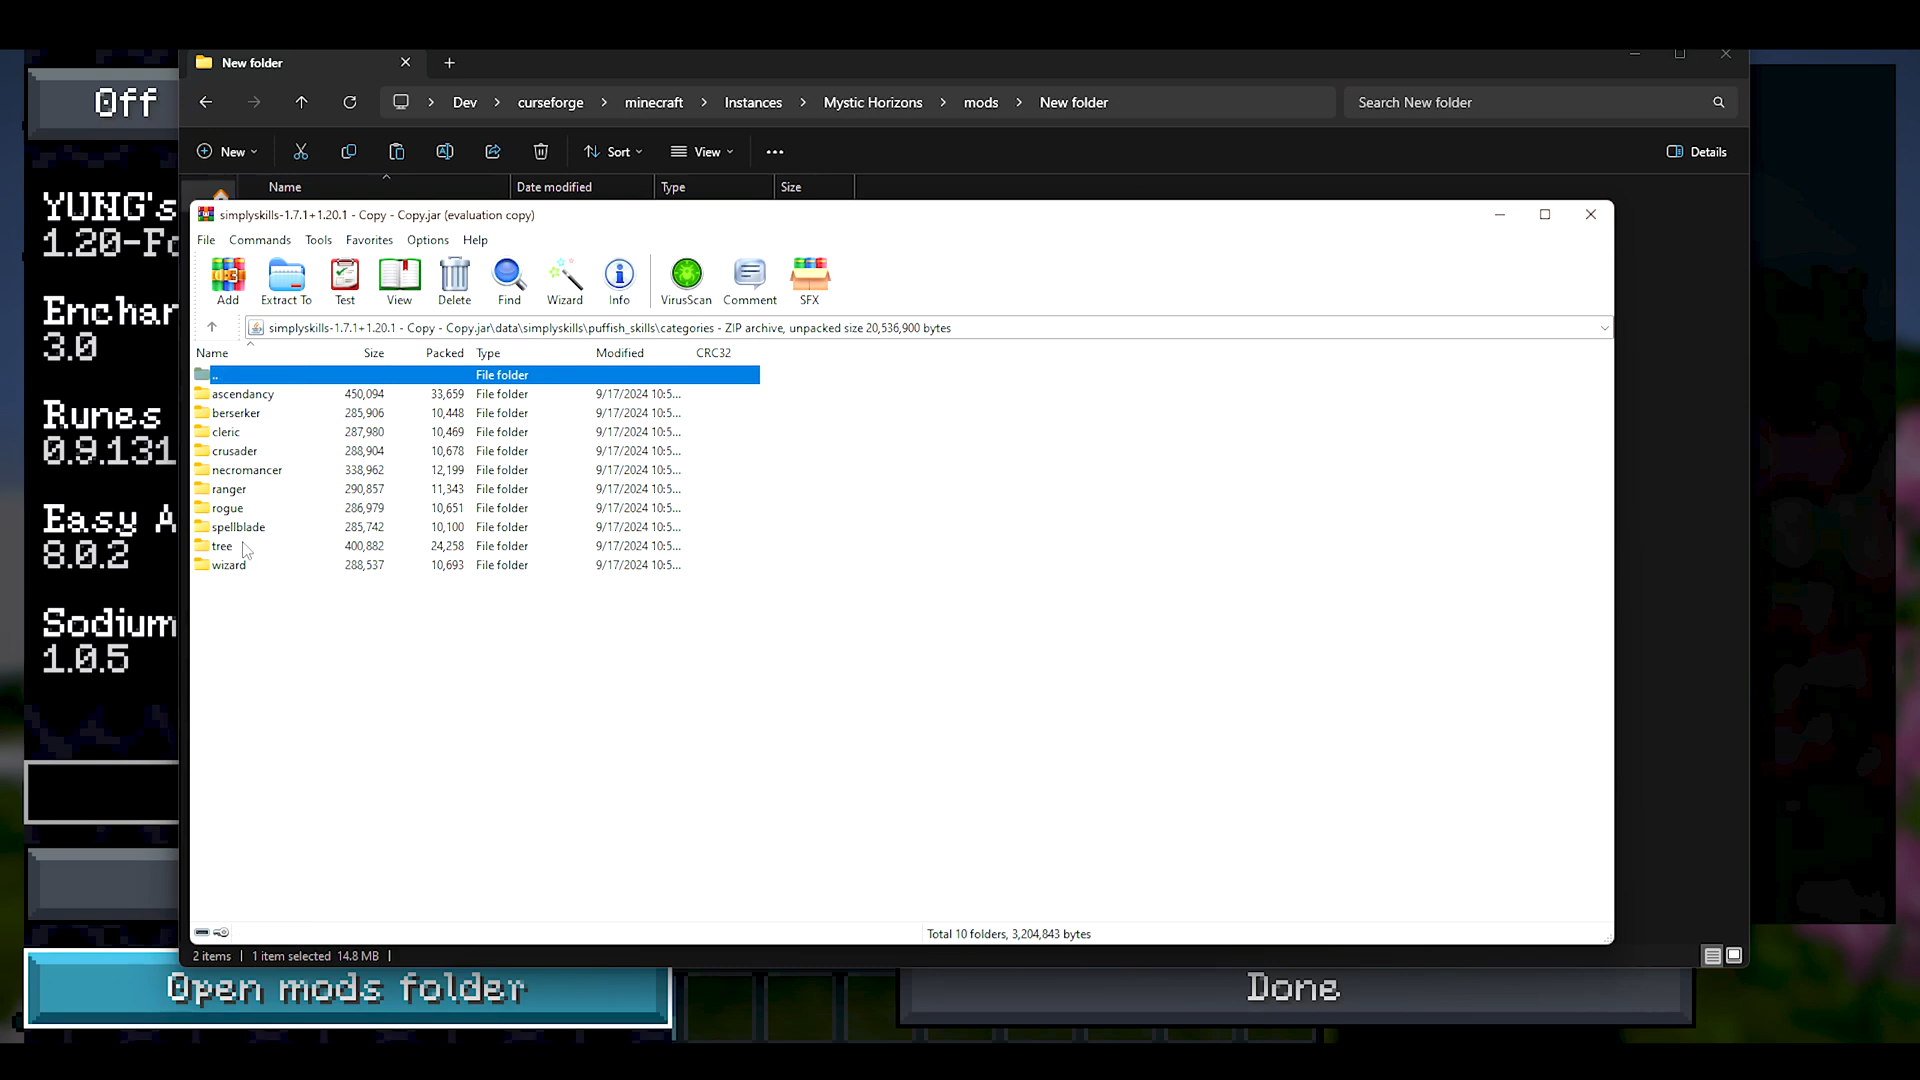 New folder
Off
Dev > curseforge > minecraft > Instances > Mystic Horizons > mods > New folder
Search New folder
New
Sort
View
Details
Name Date modified Type Size
YUNG's
1.20-Fo
Enchan
3.0
Runes
0.9.131
Easy A
8.0.2
Sodium
1.0.5
simplyskills-1.7.1+1.20.1 - Copy - Copy.jar (evaluation copy)
File Commands Tools Favorites Options Help
Add Extract To Test View Delete Find Wizard Info VirusScan Comment SFX
simplyskills-1.7.1+1.20.1 - Copy - Copy.jar\data\simplyskills\puffish_skills\categories - ZIP archive, unpacked size 20,536,900 bytes
Name Size Packed Type Modified CRC32
.. File folder
ascendancy 450,094 33,659 File folder 9/17/2024 10:5...
berserker 285,906 10,448 File folder 9/17/2024 10:5...
cleric 287,980 10,469 File folder 9/17/2024 10:5...
crusader 288,904 10,678 File folder 9/17/2024 10:5...
necromancer 338,962 12,199 File folder 9/17/2024 10:5...
ranger 290,857 11,343 File folder 9/17/2024 10:5...
rogue 286,979 10,651 File folder 9/17/2024 10:5...
spellblade 285,742 10,100 File folder 9/17/2024 10:5...
tree 400,882 24,258 File folder 9/17/2024 10:5...
wizard 288,537 10,693 File folder 9/17/2024 10:5...
Total 10 folders, 3,204,843 bytes
2 items | 1 item selected 14.8 MB |
Open mods folder
Done